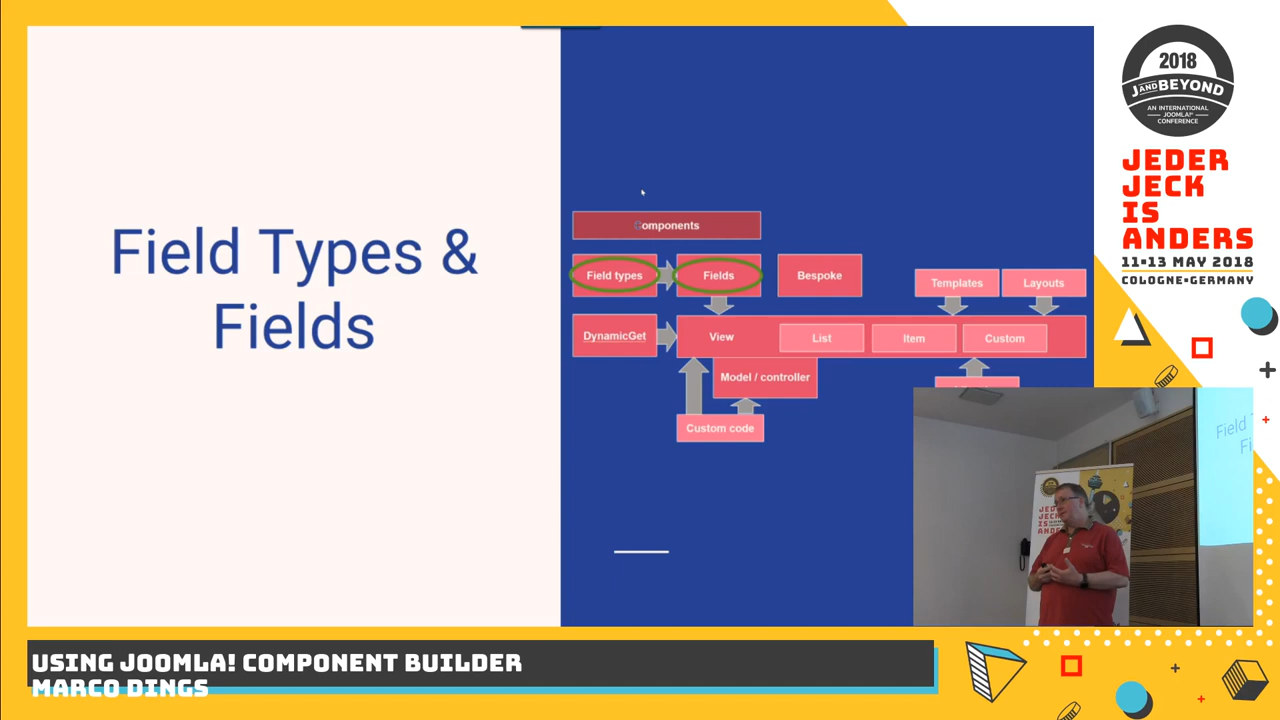 Field Types &
Fields
Components
Field types
Fields
Bespoke
Templates
Layouts
DynamicGet
View
List
Item
Custom
Model / controller
Custom code
2018
J AND BEYOND
AN INTERNATIONAL
JOOMLA!®
CONFERENCE
JEDER
JECK
IS
ANDERS
11•13 MAY 2018
COLOGNE•GERMANY
Field
USING JOOMLA! COMPONENT BUILDER
MARCO DINGS